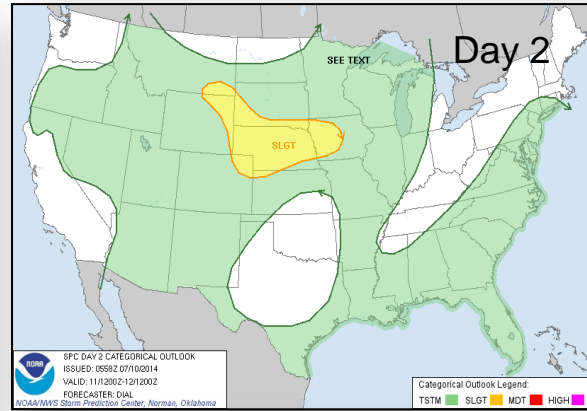 Day 2
SEE TEXT
SLGT
NOAA
SPC DAY 2 CATEGORICAL OUTLOOK
ISSUED: 0558Z 07/10/2014
VALID: 11/1200Z-12/1200Z
FORECASTER: DIAL
NOAA/NWS Storm Prediction Center, Norman, Oklahoma
Categorical Outlook Legend:
TSTM SLGT MDT HIGH